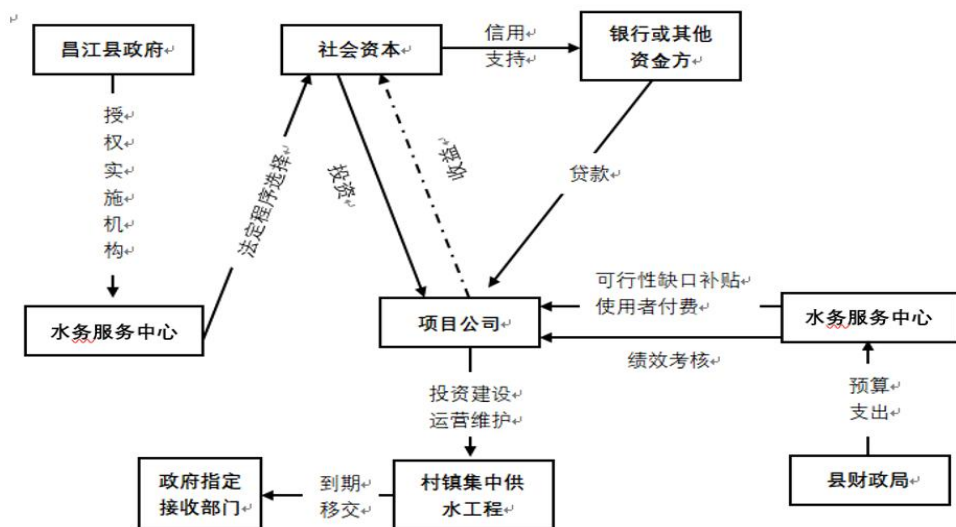 昌江县政府
社会资本
信用
支持
银行或其他
资金方
授
权
实
施
机
构
法定程序选择
投资
收益
贷款
水务服务中心
项目公司
可行性缺口补贴
使用者付费
绩效考核
水务服务中心
投资建设
运营维护
预算
支出
政府指定
接收部门
到期
移交
村镇集中供
水工程
县财政局